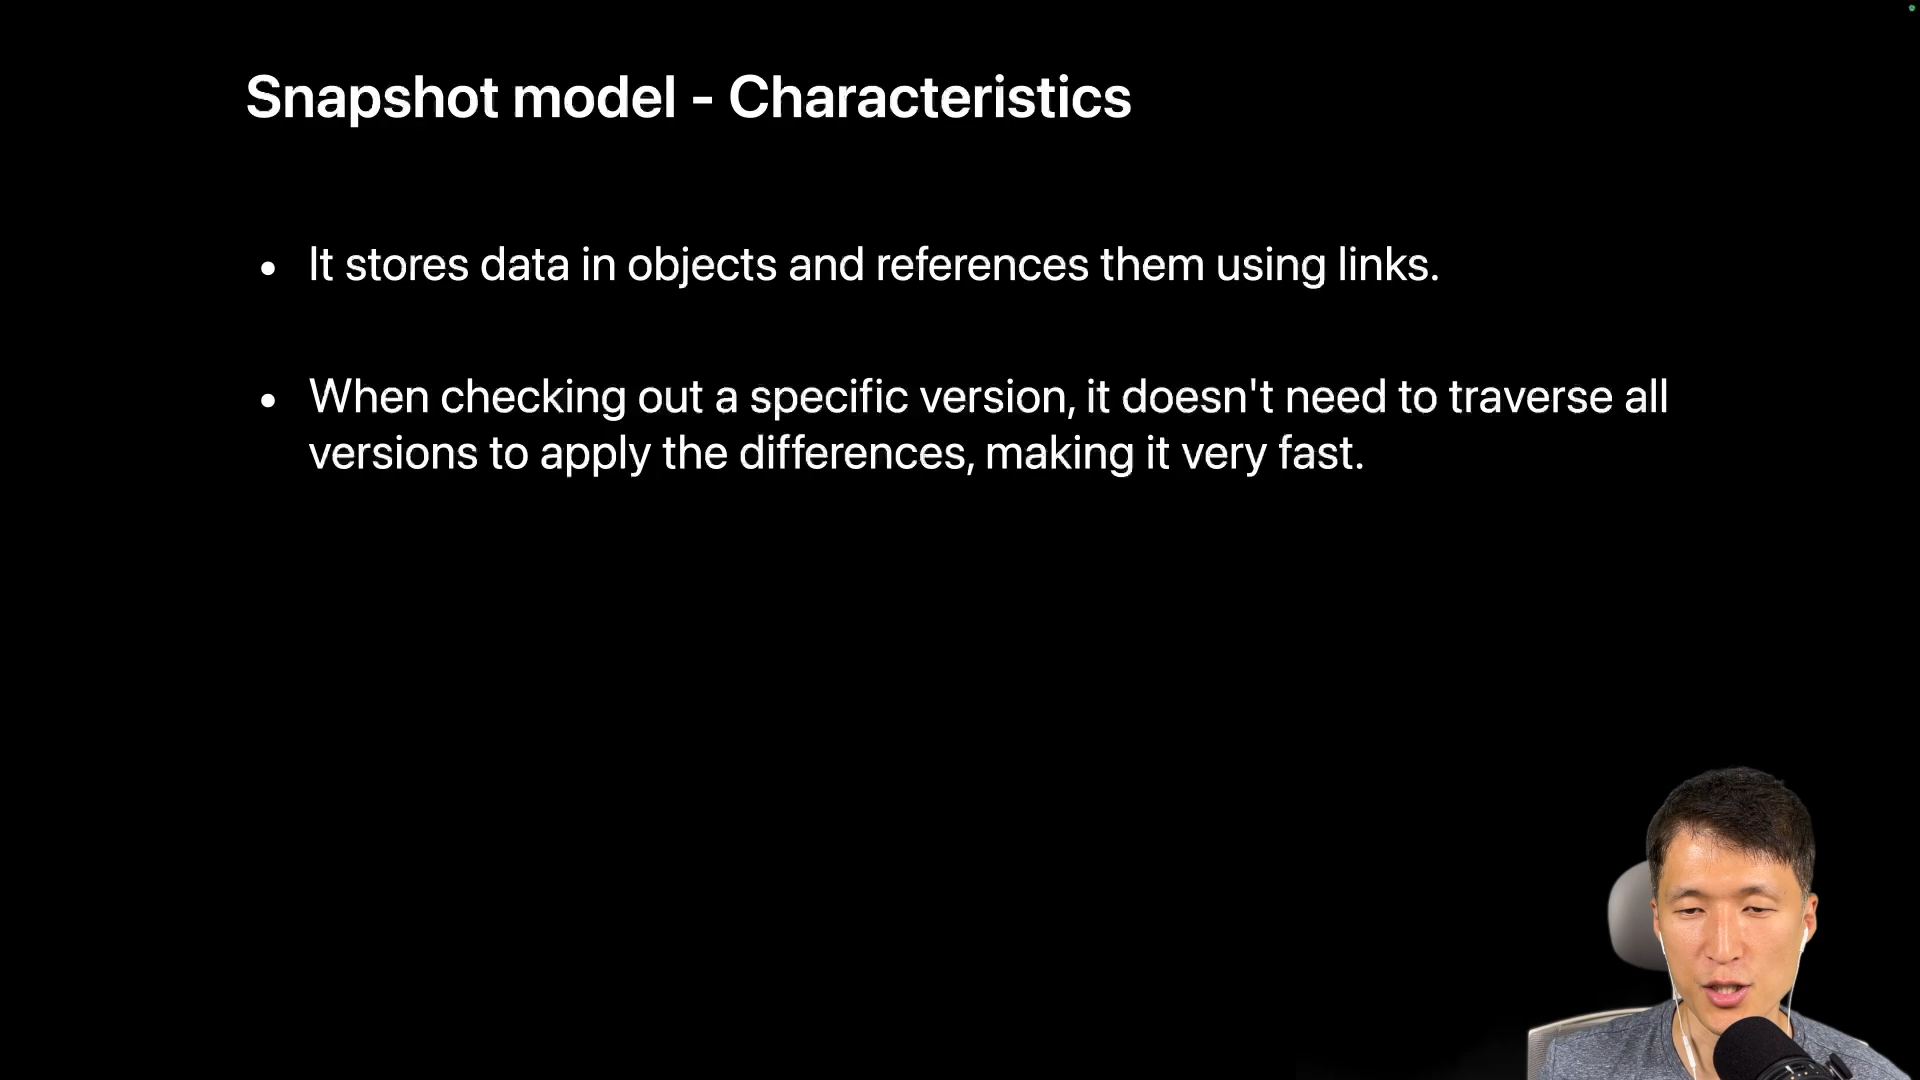 Snapshot model - Characteristics
• It stores data in objects and references them using links.
• When checking out a specific version, it doesn't need to traverse all
versions to apply the differences, making it very fast.